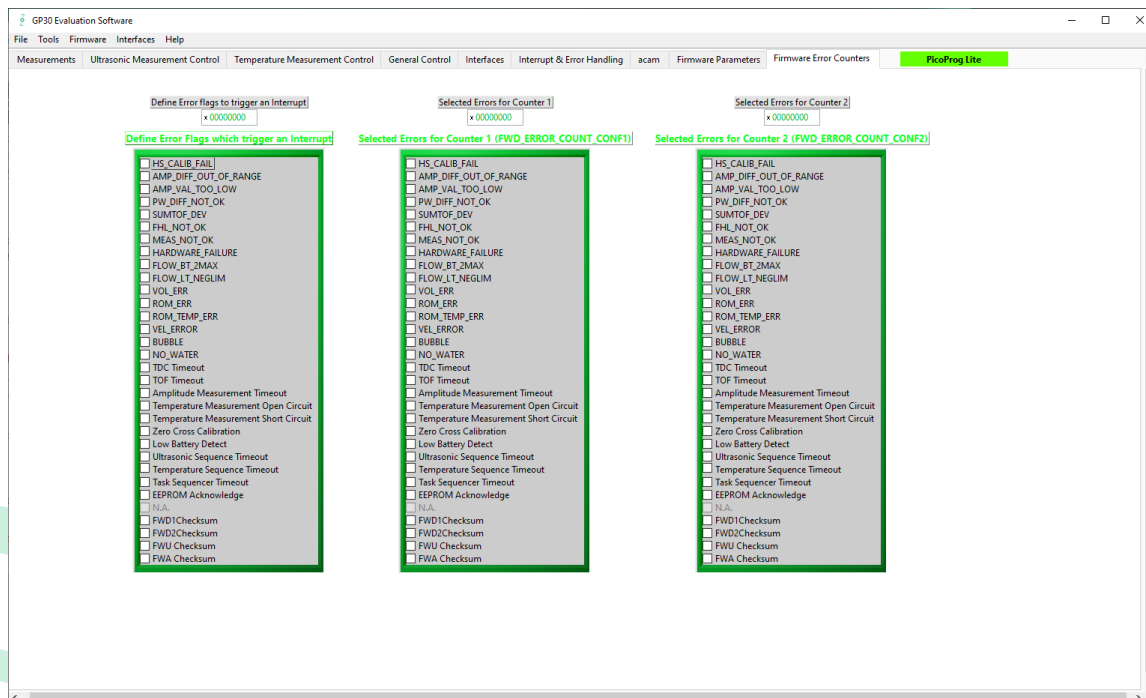 GP30 Evaluation Software
File Tools Firmware Interfaces Help
Measurements Ultrasonic Measurement Control Temperature Measurement Control General Control Interfaces Interrupt & Error Handling acam Firmware Parameters Firmware Error Counters PicoProg Lite
Define Error flags to trigger an Interrupt
x 00000000
Define Error Flags which trigger an Interrupt
HS_CALIB_FAIL
AMP_DIFF_OUT_OF_RANGE
AMP_VAL_TOO_LOW
PW_DIFF_NOT_OK
SUMTOF_DEV
FHL_NOT_OK
MEAS_NOT_OK
HARDWARE_FAILURE
FLOW_BT_2MAX
FLOW_LT_NEGLIM
VOL_ERR
ROM_ERR
ROM_TEMP_ERR
VEL_ERROR
BUBBLE
NO_WATER
TDC Timeout
TOF Timeout
Amplitude Measurement Timeout
Temperature Measurement Open Circuit
Temperature Measurement Short Circuit
Zero Cross Calibration
Low Battery Detect
Ultrasonic Sequence Timeout
Temperature Sequence Timeout
Task Sequencer Timeout
EEPROM Acknowledge
N.A.
FWD1Checksum
FWD2Checksum
FWU Checksum
FWA Checksum
Selected Errors for Counter 1
x 00000000
Selected Errors for Counter 1 (FWD_ERROR_COUNT_CONF1)
HS_CALIB_FAIL
AMP_DIFF_OUT_OF_RANGE
AMP_VAL_TOO_LOW
PW_DIFF_NOT_OK
SUMTOF_DEV
FHL_NOT_OK
MEAS_NOT_OK
HARDWARE_FAILURE
FLOW_BT_2MAX
FLOW_LT_NEGLIM
VOL_ERR
ROM_ERR
ROM_TEMP_ERR
VEL_ERROR
BUBBLE
NO_WATER
TDC Timeout
TOF Timeout
Amplitude Measurement Timeout
Temperature Measurement Open Circuit
Temperature Measurement Short Circuit
Zero Cross Calibration
Low Battery Detect
Ultrasonic Sequence Timeout
Temperature Sequence Timeout
Task Sequencer Timeout
EEPROM Acknowledge
N.A.
FWD1Checksum
FWD2Checksum
FWU Checksum
FWA Checksum
Selected Errors for Counter 2
x 00000000
Selected Errors for Counter 2 (FWD_ERROR_COUNT_CONF2)
HS_CALIB_FAIL
AMP_DIFF_OUT_OF_RANGE
AMP_VAL_TOO_LOW
PW_DIFF_NOT_OK
SUMTOF_DEV
FHL_NOT_OK
MEAS_NOT_OK
HARDWARE_FAILURE
FLOW_BT_2MAX
FLOW_LT_NEGLIM
VOL_ERR
ROM_ERR
ROM_TEMP_ERR
VEL_ERROR
BUBBLE
NO_WATER
TDC Timeout
TOF Timeout
Amplitude Measurement Timeout
Temperature Measurement Open Circuit
Temperature Measurement Short Circuit
Zero Cross Calibration
Low Battery Detect
Ultrasonic Sequence Timeout
Temperature Sequence Timeout
Task Sequencer Timeout
EEPROM Acknowledge
N.A.
FWD1Checksum
FWD2Checksum
FWU Checksum
FWA Checksum